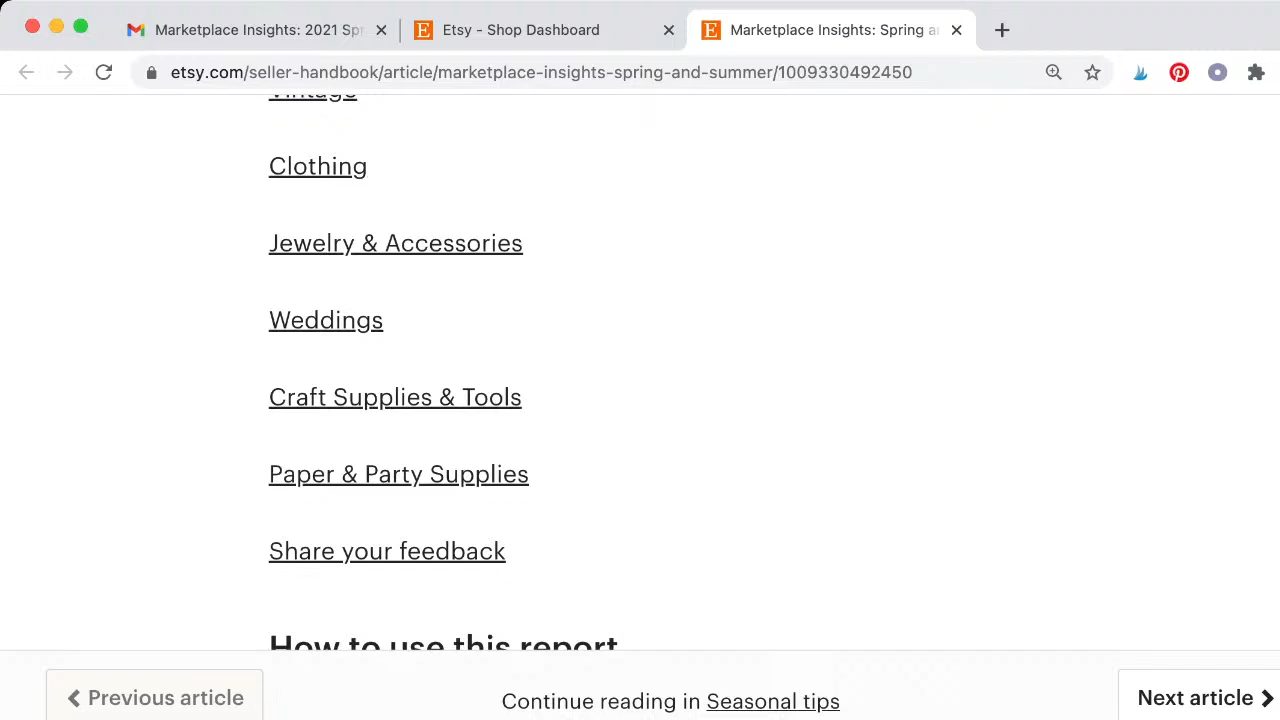 Marketplace Insights: 2021 Spr
Etsy - Shop Dashboard
Marketplace Insights: Spring a
etsy.com/seller-handbook/article/marketplace-insights-spring-and-summer/1009330492450
Vintage
Clothing
Jewelry & Accessories
Weddings
Craft Supplies & Tools
Paper & Party Supplies
Share your feedback
How to use this report
Previous article
Continue reading in Seasonal tips
Next article